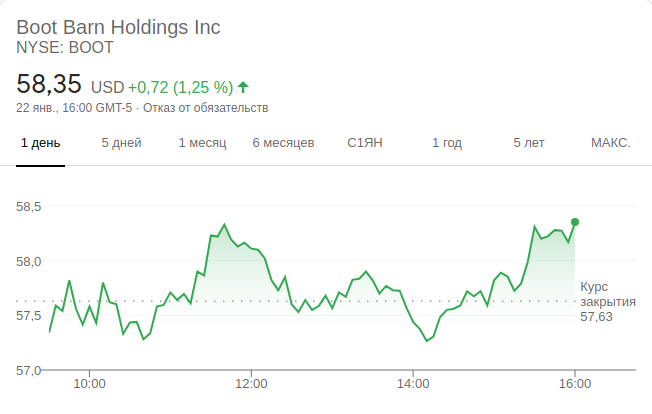 Boot Barn Holdings Inc
NYSE: BOOT
58,35 USD +0,72 (1,25 %)
22 янв., 16:00 GMT-5 · Отказ от обязательств
1 день 5 дней 1 месяц 6 месяцев С1ЯН 1 год 5 лет МАКС.
58,5
58,0
57,5
57,0
Курс
закрытия
57,63
10:00 12:00 14:00 16:00